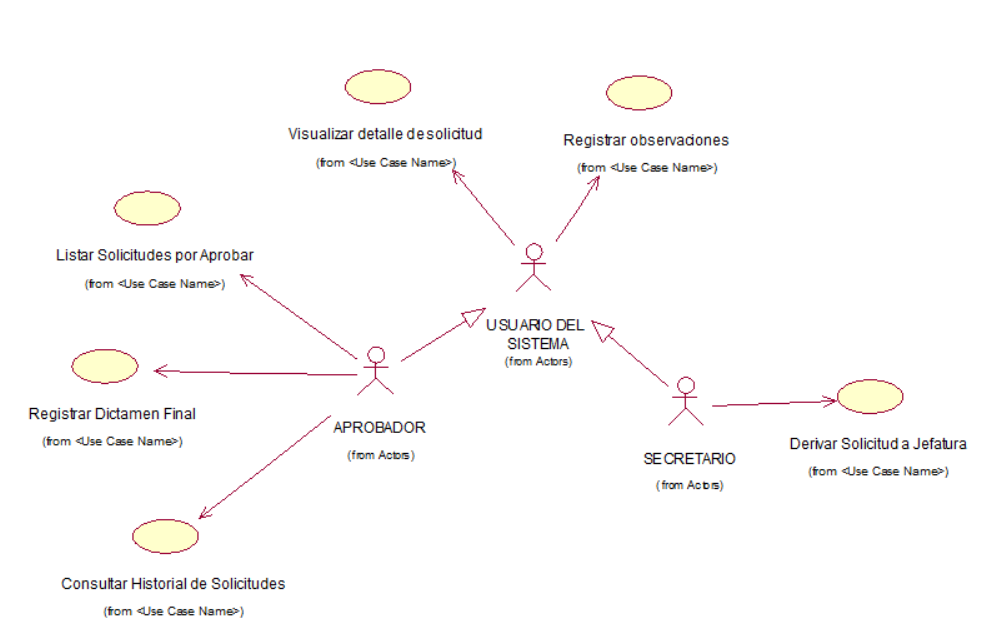 Visualizar detalle de solicitud
(from <Use Case Name>)
Registrar observaciones
(from <Use Case Name>)
Listar Solicitudes por Aprobar
(from <Use Case Name>)
USUARIO DEL
SISTEMA
(from Actors)
Registrar Dictamen Final
(from <Use Case Name>)
APROBADOR
(from Actors)
SECRETARIO
(from Actors)
Derivar Solicitud a Jefatura
(from <Use Case Name>)
Consultar Historial de Solicitudes
(from <Use Case Name>)